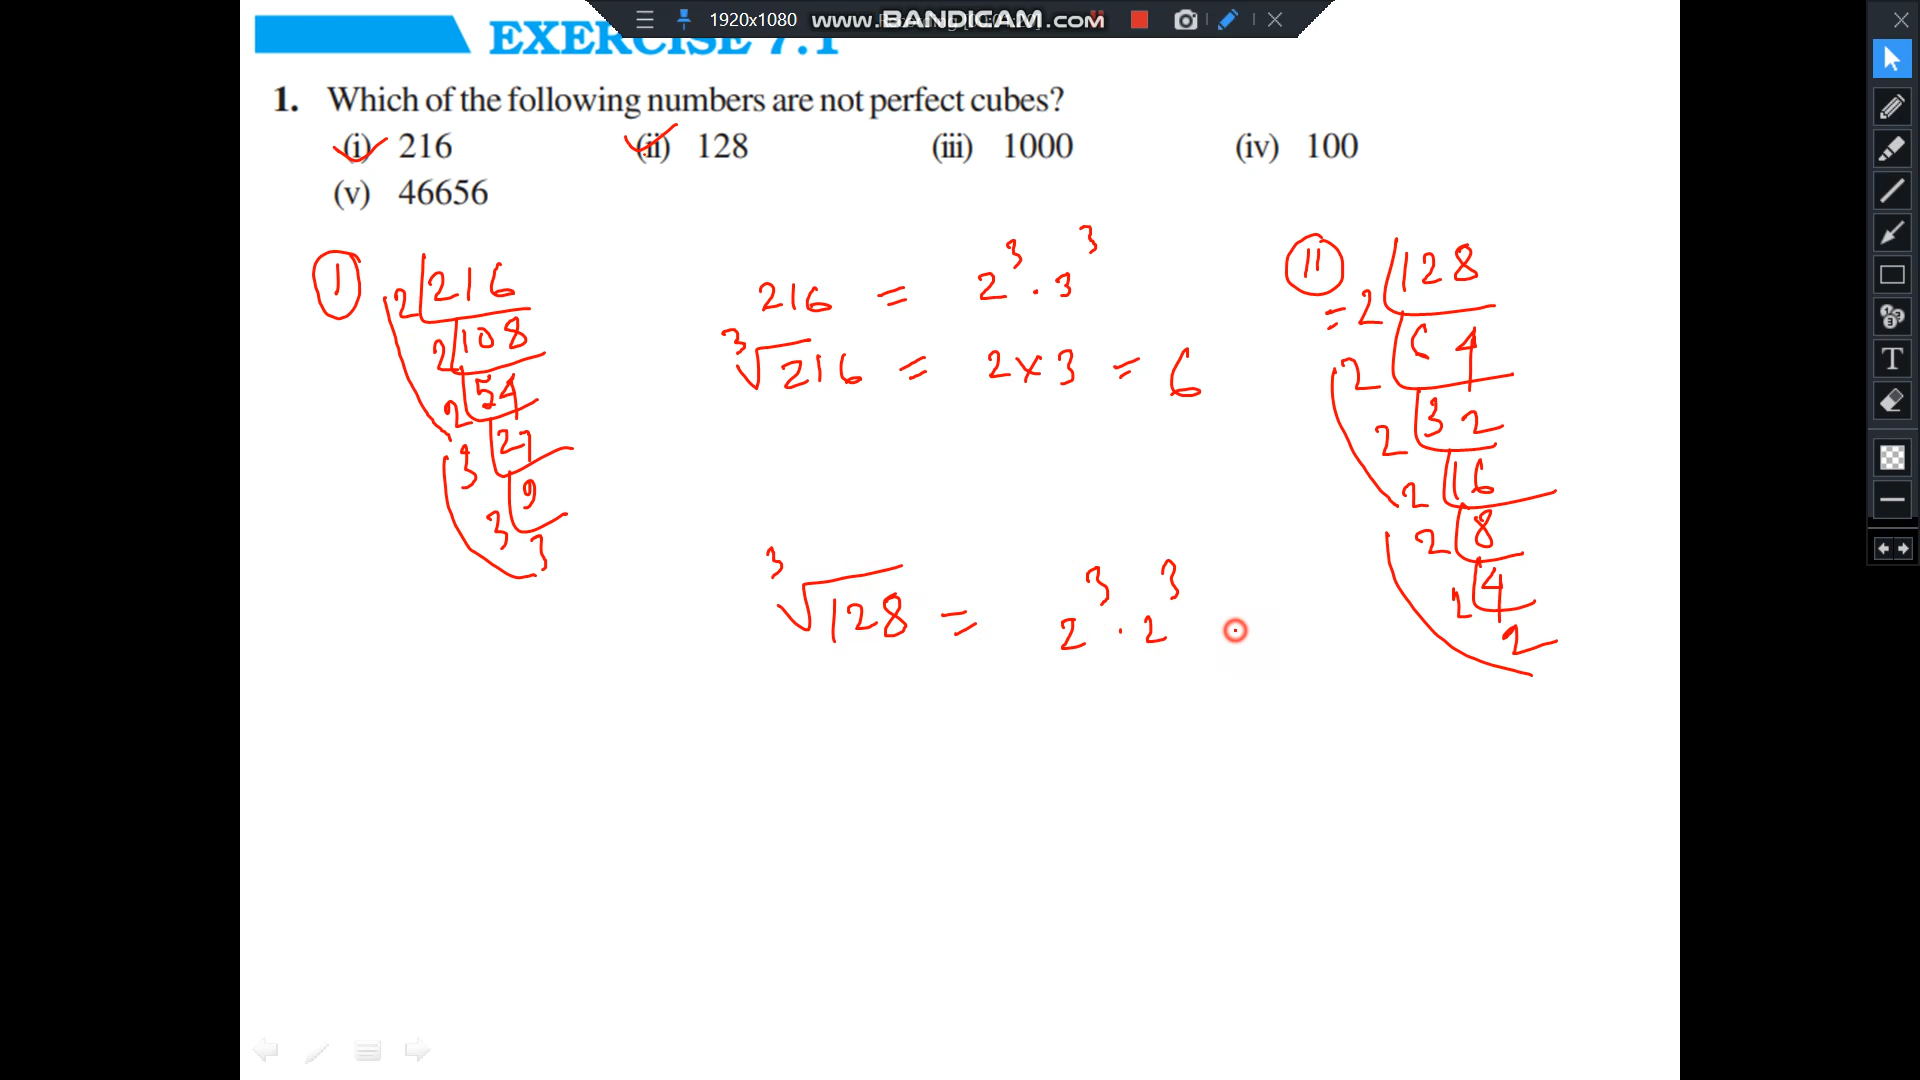 1920x1080 www.BANDICAM.com
EXERCISE 7.1
1. Which of the following numbers are not perfect cubes?
(i) 216 (ii) 128 (iii) 1000 (iv) 100
(v) 46656
I
2 216
2 108
2 54
3 27
3 9
3
216 = 2³ · 3³
³√216 = 2 × 3 = 6
³√128 = 2³ · 2³
II
= 2 128
2 64
2 32
2 16
2 8
2 4
2